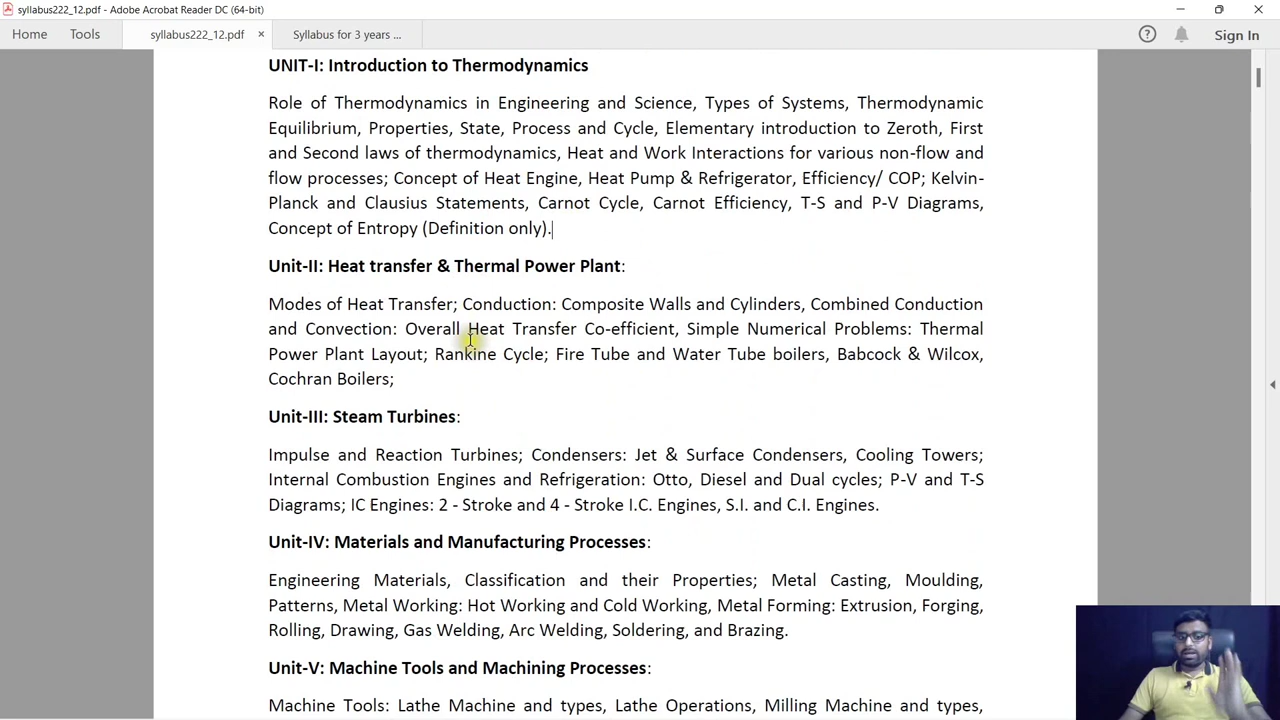 syllabus222_12.pdf - Adobe Acrobat Reader DC (64-bit)
Home Tools syllabus222_12.pdf × Syllabus for 3 years ... ? Sign In
UNIT-I: Introduction to Thermodynamics
Role of Thermodynamics in Engineering and Science, Types of Systems, Thermodynamic
Equilibrium, Properties, State, Process and Cycle, Elementary introduction to Zeroth, First
and Second laws of thermodynamics, Heat and Work Interactions for various non-flow and
flow processes; Concept of Heat Engine, Heat Pump & Refrigerator, Efficiency/ COP; Kelvin-
Planck and Clausius Statements, Carnot Cycle, Carnot Efficiency, T-S and P-V Diagrams,
Concept of Entropy (Definition only).
Unit-II: Heat transfer & Thermal Power Plant:
Modes of Heat Transfer; Conduction: Composite Walls and Cylinders, Combined Conduction
and Convection: Overall Heat Transfer Co-efficient, Simple Numerical Problems: Thermal
Power Plant Layout; Rankine Cycle; Fire Tube and Water Tube boilers, Babcock & Wilcox,
Cochran Boilers;
Unit-III: Steam Turbines:
Impulse and Reaction Turbines; Condensers: Jet & Surface Condensers, Cooling Towers;
Internal Combustion Engines and Refrigeration: Otto, Diesel and Dual cycles; P-V and T-S
Diagrams; IC Engines: 2 - Stroke and 4 - Stroke I.C. Engines, S.I. and C.I. Engines.
Unit-IV: Materials and Manufacturing Processes:
Engineering Materials, Classification and their Properties; Metal Casting, Moulding,
Patterns, Metal Working: Hot Working and Cold Working, Metal Forming: Extrusion, Forging,
Rolling, Drawing, Gas Welding, Arc Welding, Soldering, and Brazing.
Unit-V: Machine Tools and Machining Processes:
Machine Tools: Lathe Machine and types, Lathe Operations, Milling Machine and types,